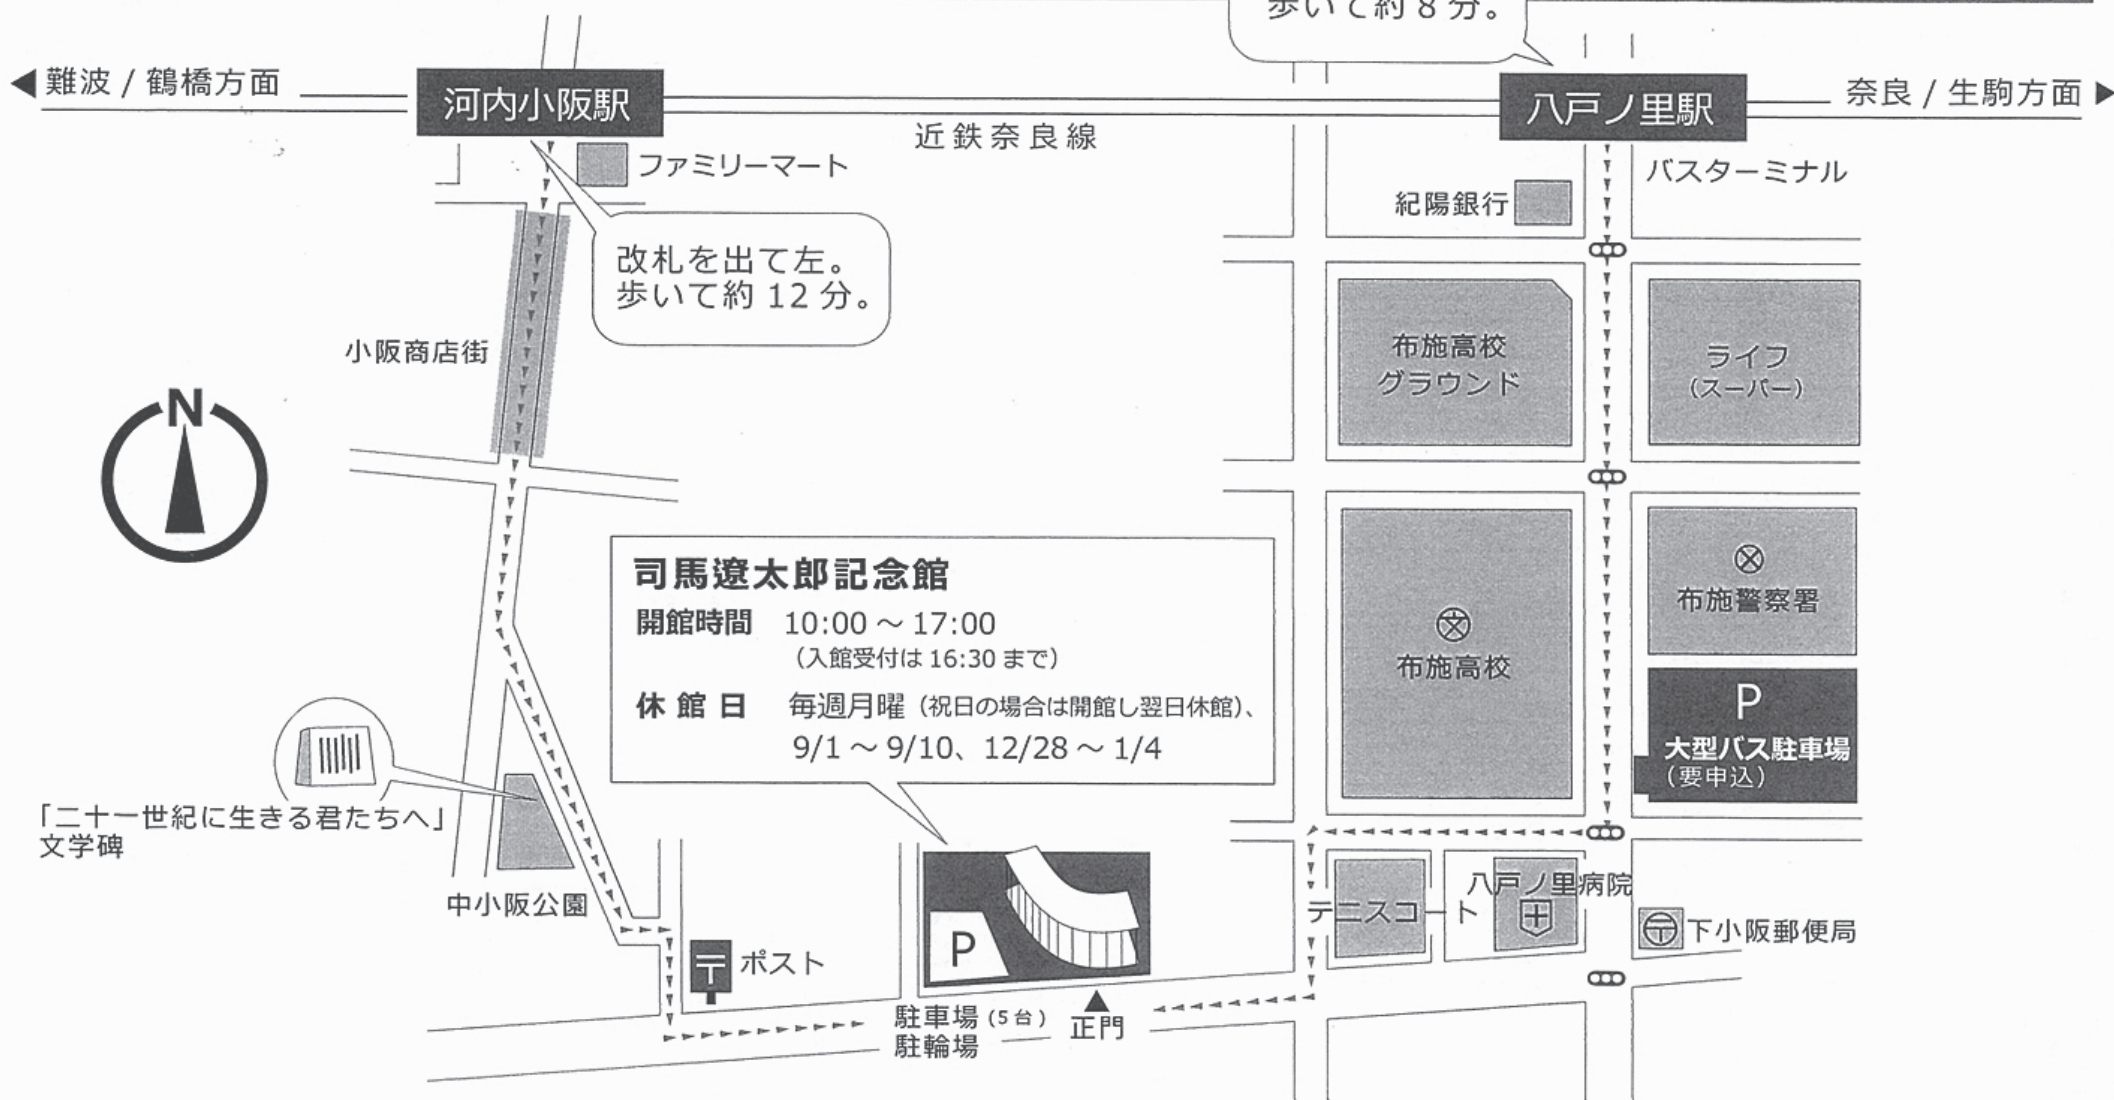 歩いて約8分。
◀難波 / 鶴橋方面
河内小阪駅
近鉄奈良線
八戸ノ里駅
奈良 / 生駒方面▶
ファミリーマート
バスターミナル
紀陽銀行
改札を出て左。
歩いて約12分。
小阪商店街
布施高校
グラウンド
ライフ
(スーパー)
N
司馬遼太郎記念館
開館時間 10:00～17:00
(入館受付は16:30まで)
休館日 毎週月曜(祝日の場合は開館し翌日休館)、
9/1～9/10、12/28～1/4
文
布施高校
布施警察署
P
大型バス駐車場
(要申込)
「二十一世紀に生きる君たちへ」
文学碑
中小阪公園
〒
ポスト
P
テニスコート
八戸ノ里病院
〒
下小阪郵便局
駐車場(5台)
駐輪場
▲
正門